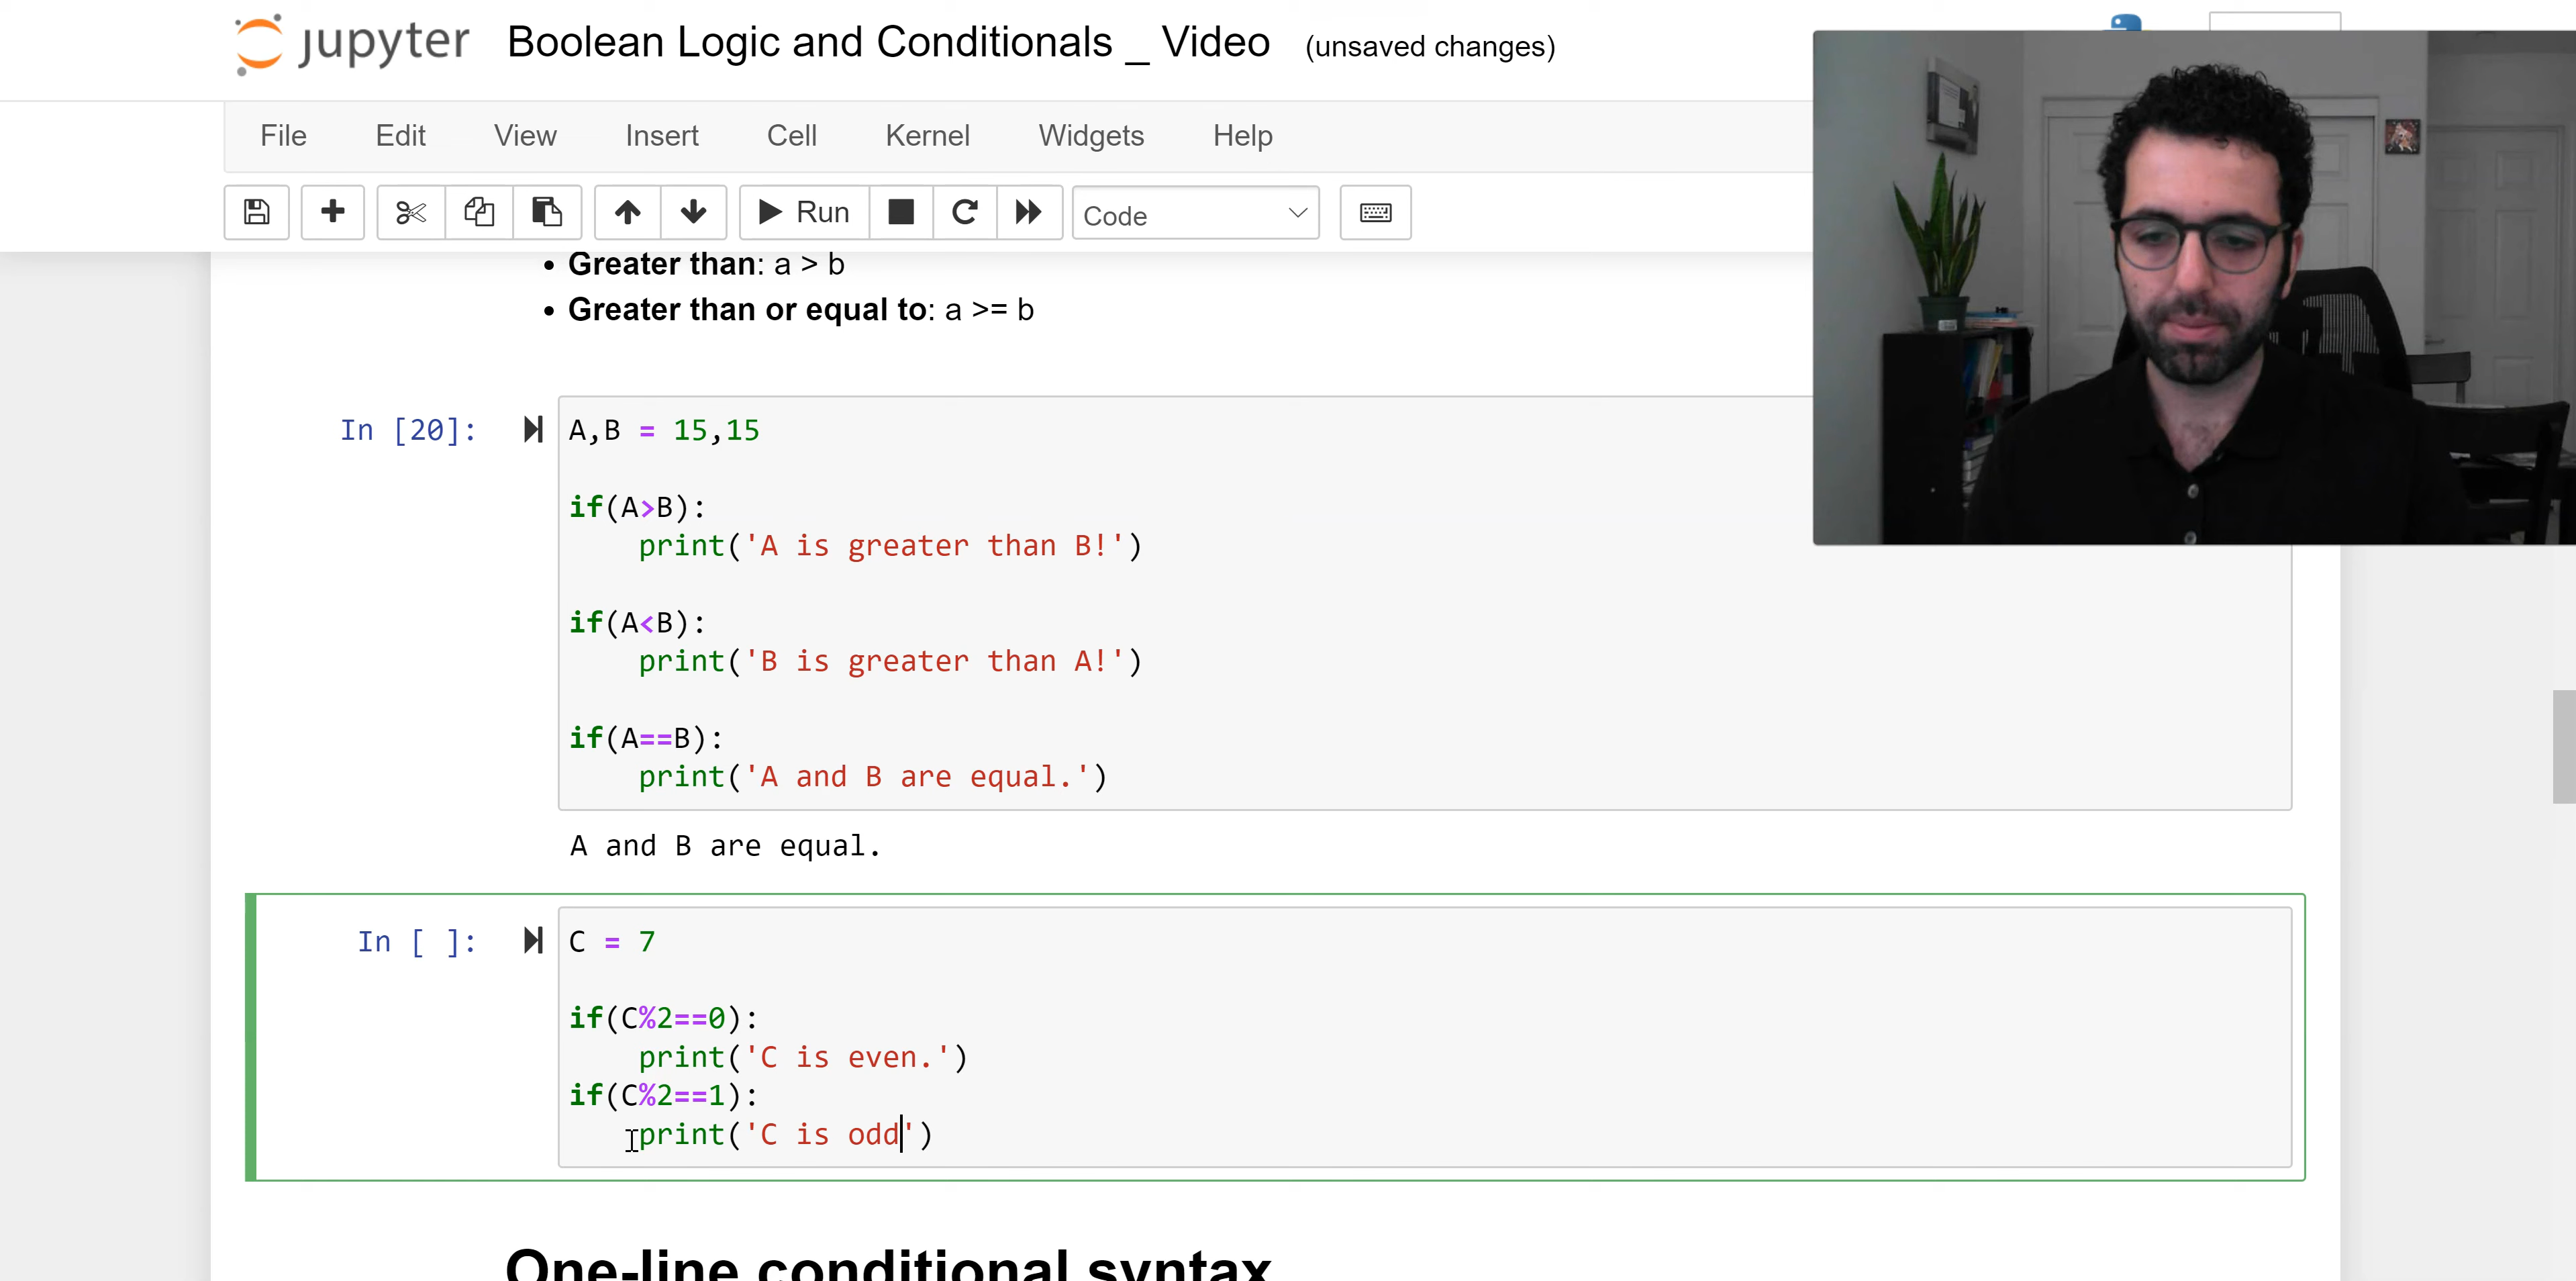 jupyter Boolean Logic and Conditionals _ Video (unsaved changes)
File Edit View Insert Cell Kernel Widgets Help
Run Code
• Greater than: a > b
• Greater than or equal to: a >= b
In [20]: A,B = 15,15
if(A>B):
print('A is greater than B!')
if(A<B):
print('B is greater than A!')
if(A==B):
print('A and B are equal.')
A and B are equal.
In [ ]: C = 7
if(C%2==0):
print('C is even.')
if(C%2==1):
print('C is odd')
One-line conditional syntax